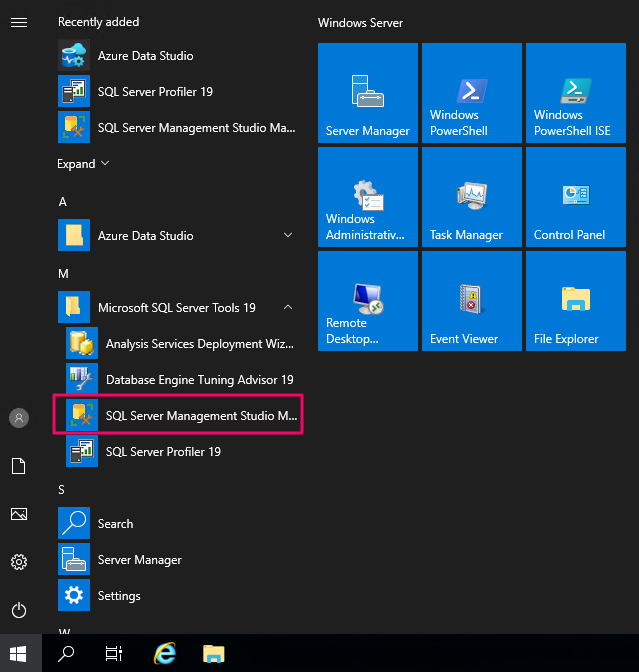 Recently added
Azure Data Studio
SQL Server Profiler 19
SQL Server Management Studio Ma...
Expand
A
Azure Data Studio
M
Microsoft SQL Server Tools 19
Analysis Services Deployment Wiz...
Database Engine Tuning Advisor 19
SQL Server Management Studio M...
SQL Server Profiler 19
S
Search
Server Manager
Settings
W
Windows Server
Server Manager
Windows
PowerShell
Windows
PowerShell ISE
Windows
Administrativ...
Task Manager
Control Panel
Remote
Desktop...
Event Viewer
File Explorer